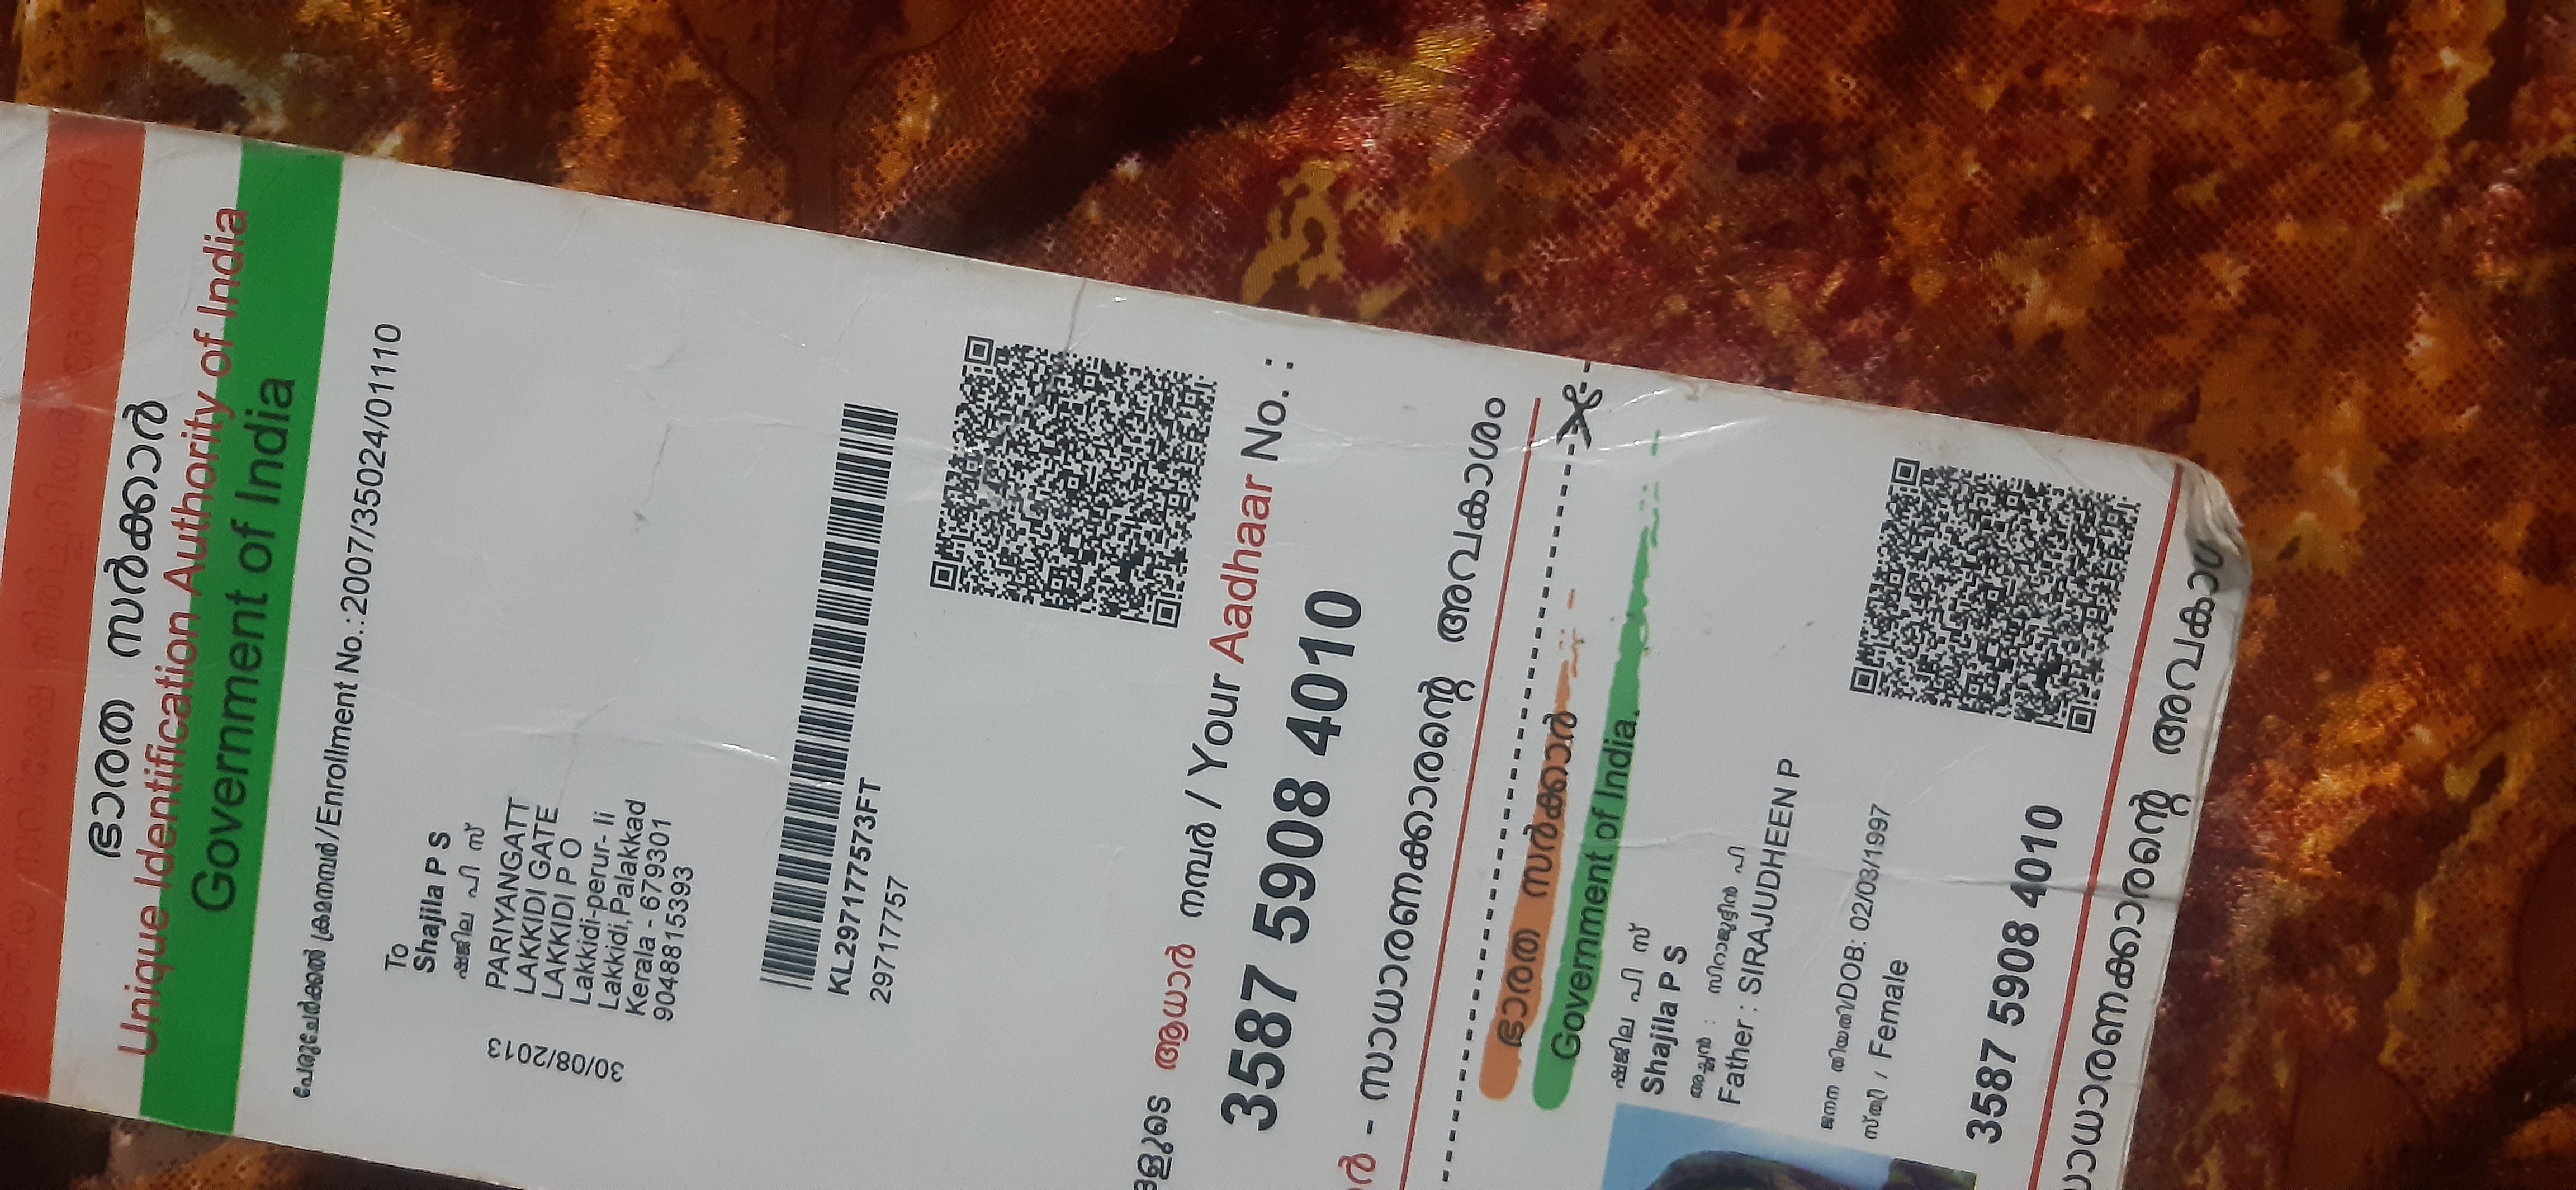 ഭാരതീയ സവിശേഷ തിരിച്ചറിയൽ അതോറിറ്റി
ഭാരത സർക്കാർ
Unique Identification Authority of India
Government of India
പേരുചേർക്കൽ ക്രമനമ്പർ/Enrollment No.:2007/35024/01110
To
Shajila P S
ഷജില പി സ്
PARIYANGATT
LAKKIDI GATE
LAKKIDI P O
Lakkidi-perur- Ii
Lakkidi,Palakkad
Kerala - 679301
9048815393
30/08/2013
KL297177573FT
29717757
ആധാർ നമ്പർ / Your Aadhaar No. :
3587 5908 4010
- സാധാരണക്കാരന്റെ അവകാശം
ഭാരത സർക്കാർ
Government of India.
ഷജില പി സ്
Shajila P S
അച്ഛൻ : സിറാജുദ്ദീൻ പി
Father : SIRAJUDHEEN P
ജനന തിയതി/DOB: 02/03/1997
സ്ത്രീ / Female
3587 5908 4010
സാധാരണക്കാരന്റെ